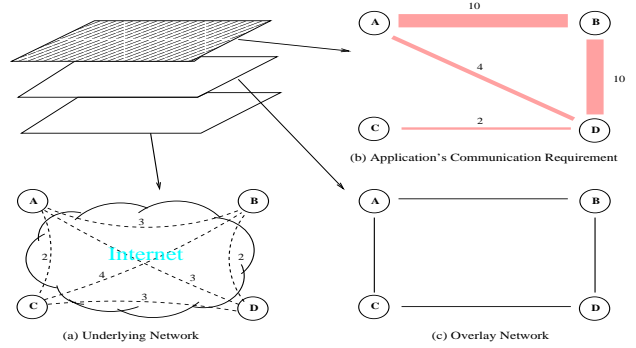 A
10
B
4
10
C
2
D
(b) Application's Communication Requirement
A
B
3
Internet
2
4
2
3
3
C
D
(a) Underlying Network
A
B
C
D
(c) Overlay Network